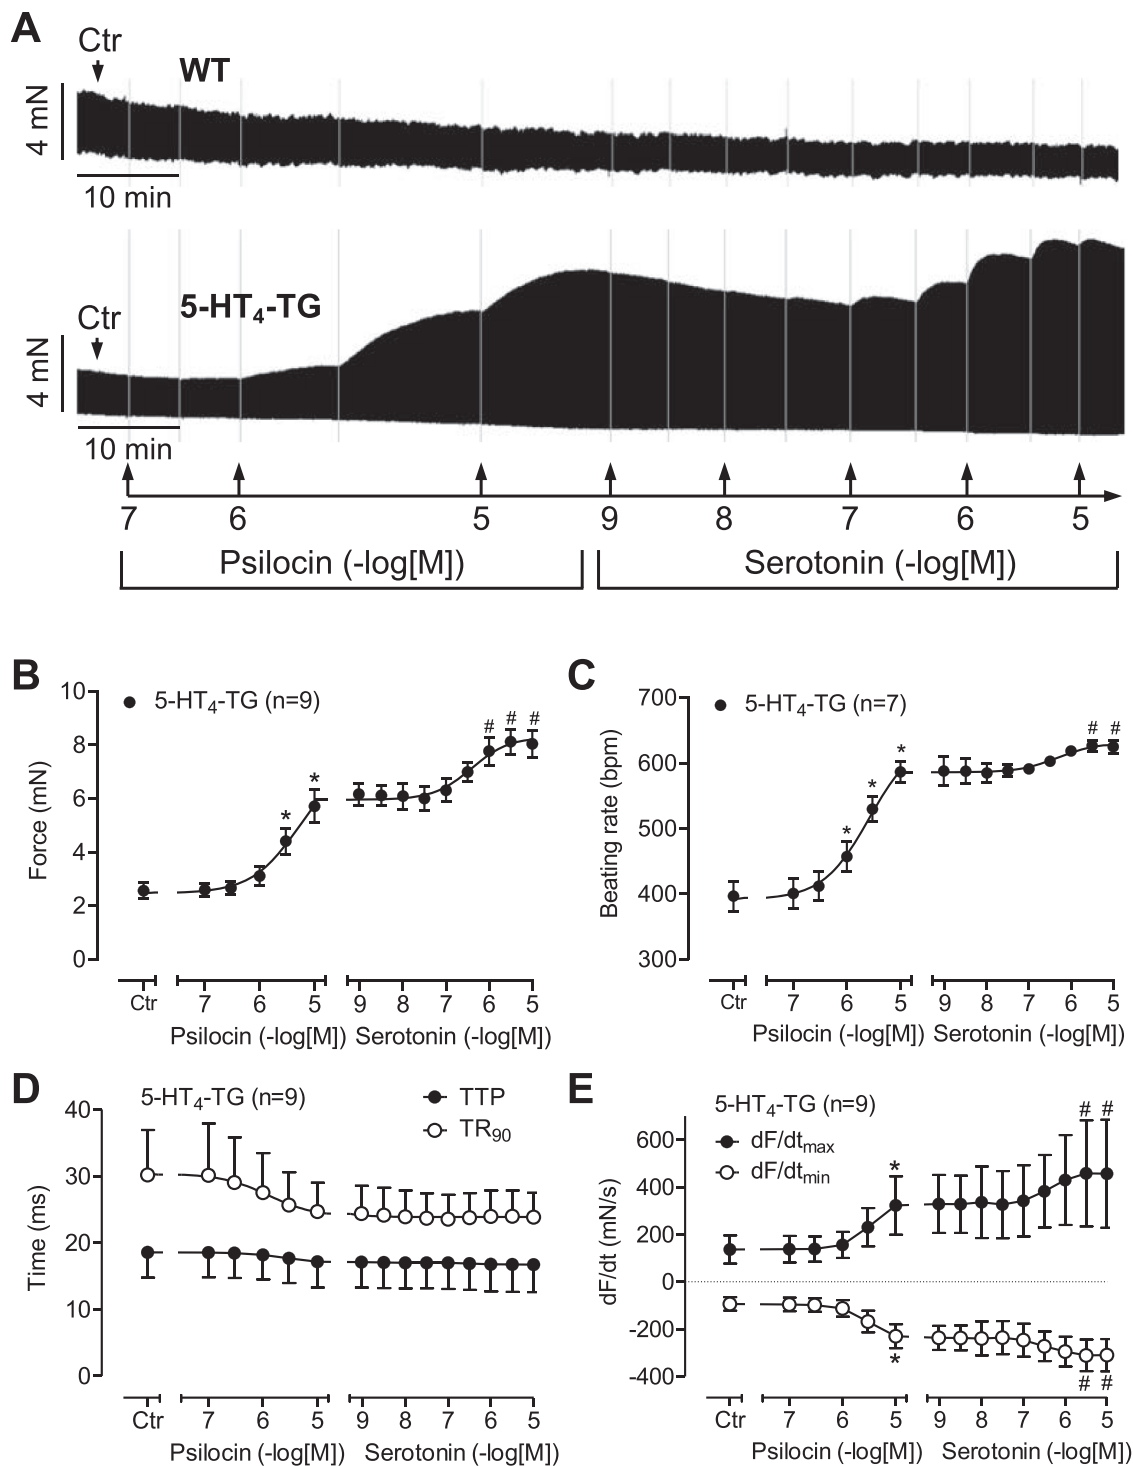 A
Ctr
WT
4 mN
10 min
5-HT4-TG
Ctr
4 mN
10 min
7 6 5 9 8 7 6 5
Psilocin (-log[M]) Serotonin (-log[M])
B
5-HT4-TG (n=9)
Force (mN)
10
8
6
4
2
0
* *
# # #
Ctr 7 6 5 9 8 7 6 5
Psilocin (-log[M]) Serotonin (-log[M])
C
5-HT4-TG (n=7)
Beating rate (bpm)
700
600
500
400
300
* * *
# #
Ctr 7 6 5 9 8 7 6 5
Psilocin (-log[M]) Serotonin (-log[M])
D
5-HT4-TG (n=9)
TTP
TR90
Time (ms)
40
30
20
10
0
Ctr 7 6 5 9 8 7 6 5
Psilocin (-log[M]) Serotonin (-log[M])
E
5-HT4-TG (n=9)
dF/dtmax
dF/dtmin
dF/dt (mN/s)
600
400
200
0
-200
-400
*
# #
*
# #
Ctr 7 6 5 9 8 7 6 5
Psilocin (-log[M]) Serotonin (-log[M])